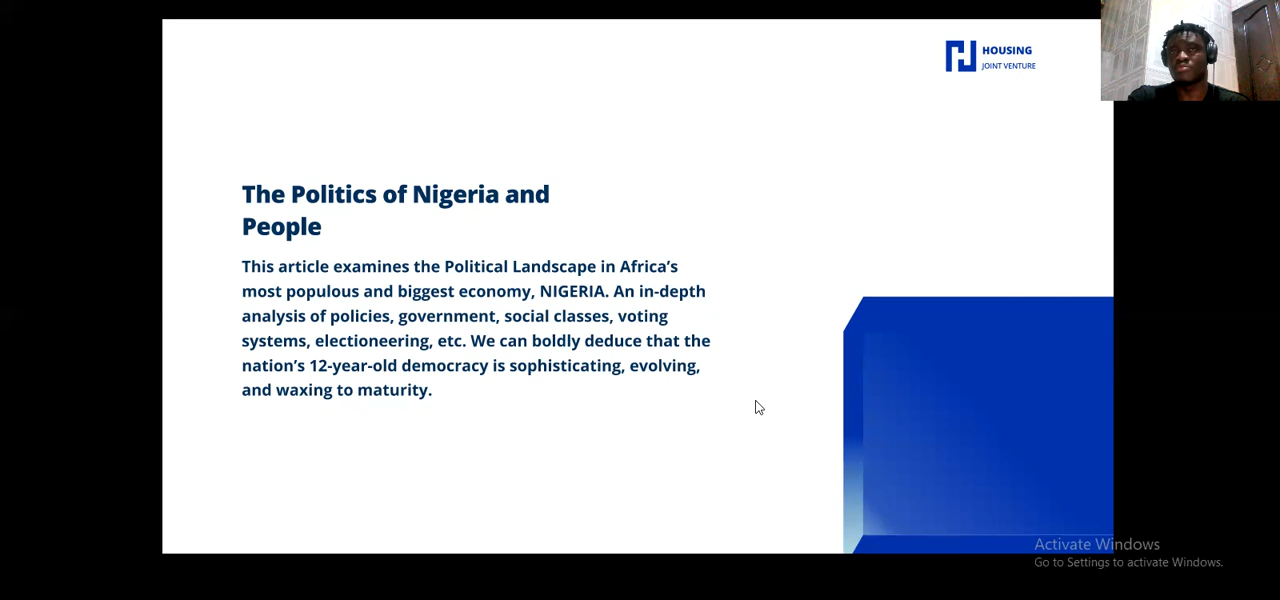 HOUSING
JOINT VENTURE
The Politics of Nigeria and
People
This article examines the Political Landscape in Africa's
most populous and biggest economy, NIGERIA. An in-depth
analysis of policies, government, social classes, voting
systems, electioneering, etc. We can boldly deduce that the
nation's 12-year-old democracy is sophisticating, evolving,
and waxing to maturity.
Activate Windows
Go to Settings to activate Windows.